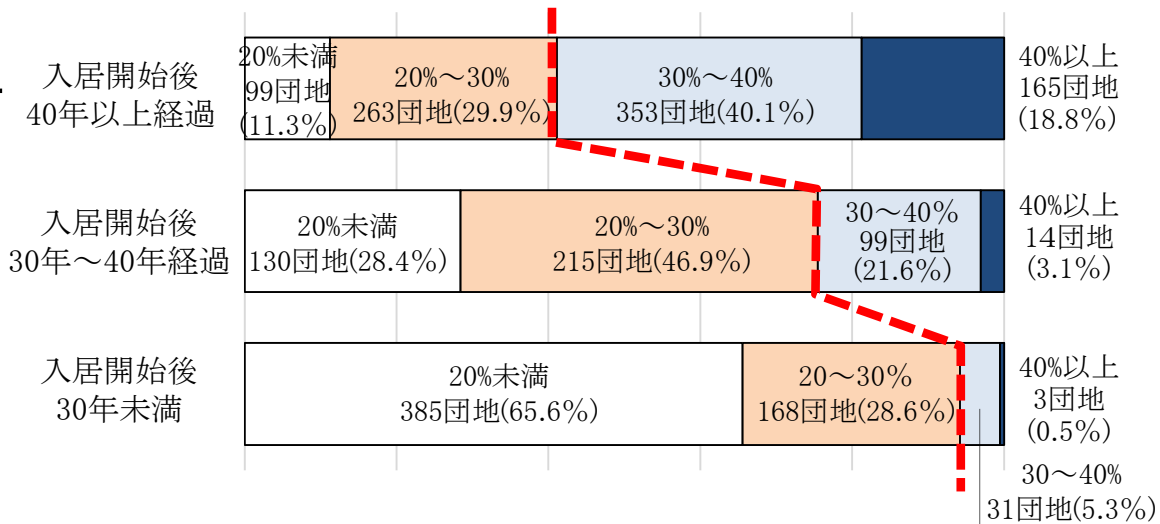 入居開始後
40年以上経過
20%未満
99団地
(11.3%)
20%～30%
263団地(29.9%)
30%～40%
353団地(40.1%)
40%以上
165団地
(18.8%)
入居開始後
30年～40年経過
20%未満
130団地(28.4%)
20%～30%
215団地(46.9%)
30～40%
99団地
(21.6%)
40%以上
14団地
(3.1%)
入居開始後
30年未満
20%未満
385団地(65.6%)
20～30%
168団地(28.6%)
40%以上
3団地
(0.5%)
30～40%
31団地(5.3%)